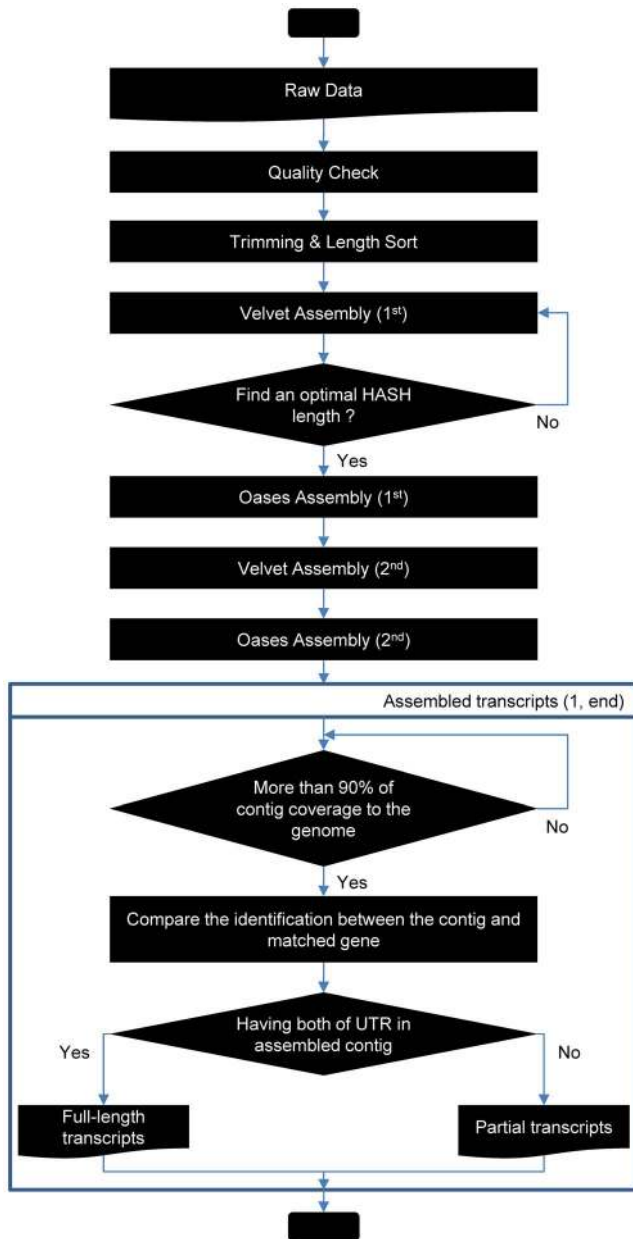 Raw Data
Quality Check
Trimming & Length Sort
Velvet Assembly (1st)
Find an optimal HASH
length ?
No
Yes
Oases Assembly (1st)
Velvet Assembly (2nd)
Oases Assembly (2nd)
Assembled transcripts (1, end)
More than 90% of
contig coverage to the
genome
No
Yes
Compare the identification between the contig and
matched gene
Having both of UTR in
assembled contig
Yes
No
Full-length
transcripts
Partial transcripts